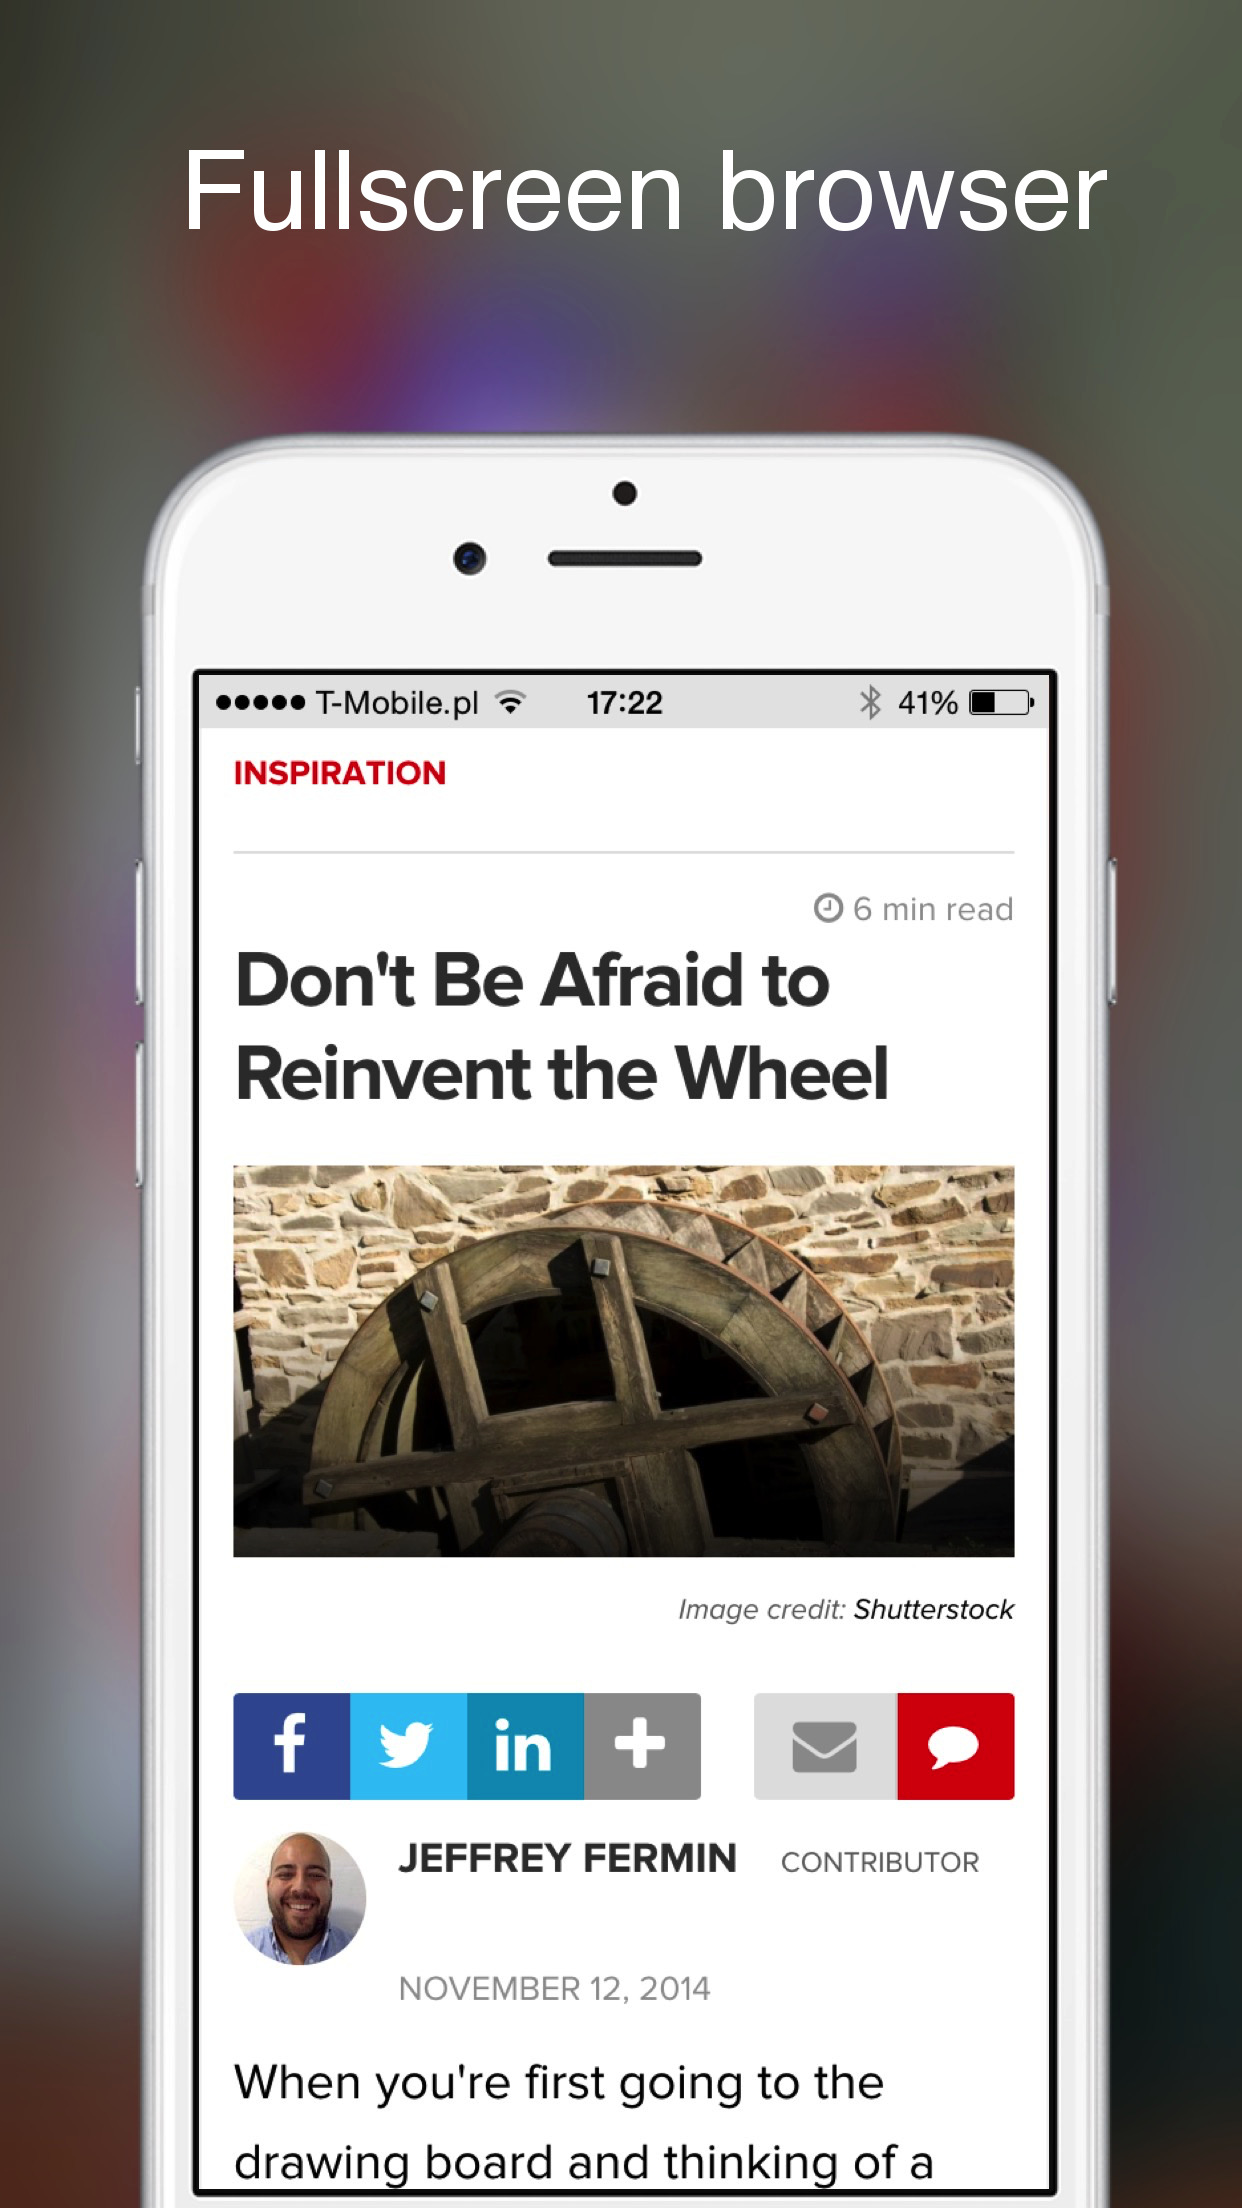 Fullscreen browser
T-Mobile.pl 17:22 41%
INSPIRATION
6 min read
Don't Be Afraid to
Reinvent the Wheel
Image credit: Shutterstock
f in +
JEFFREY FERMIN CONTRIBUTOR
NOVEMBER 12, 2014
When you're first going to the
drawing board and thinking of a